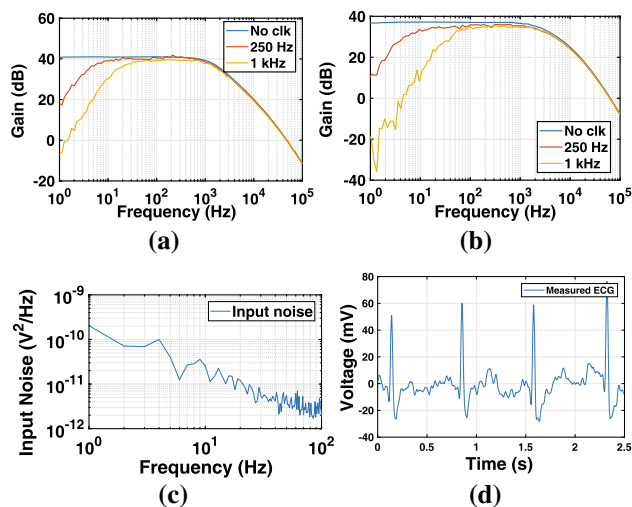 60
40
20
0
-20
Gain (dB)
10^0 10^1 10^2 10^3 10^4 10^5
Frequency (Hz)
No clk
250 Hz
1 kHz
(a)
40
20
0
-20
-40
Gain (dB)
10^0 10^1 10^2 10^3 10^4 10^5
Frequency (Hz)
No clk
250 Hz
1 kHz
(b)
10^-9
10^-10
10^-11
10^-12
Input Noise (V^2/Hz)
10^0 10^1 10^2
Frequency (Hz)
Input noise
(c)
80
60
40
20
0
-20
-40
Voltage (mV)
0 0.5 1 1.5 2 2.5
Time (s)
Measured ECG
(d)